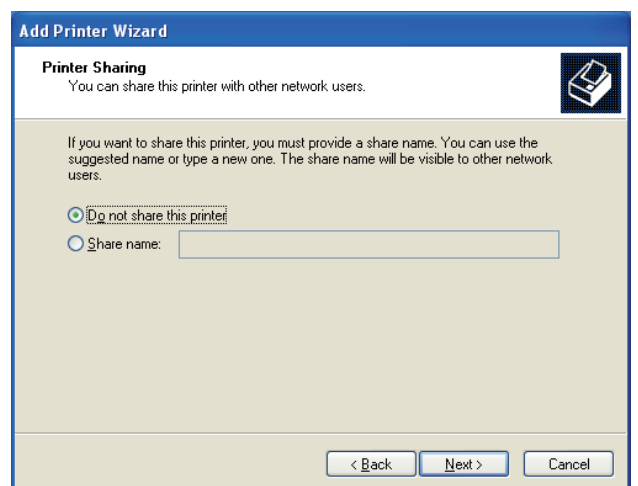 Add Printer Wizard
Printer Sharing
You can share this printer with other network users.
If you want to share this printer, you must provide a share name. You can use the
suggested name or type a new one. The share name will be visible to other network
users.
Do not share this printer
Share name:
< Back Next > Cancel